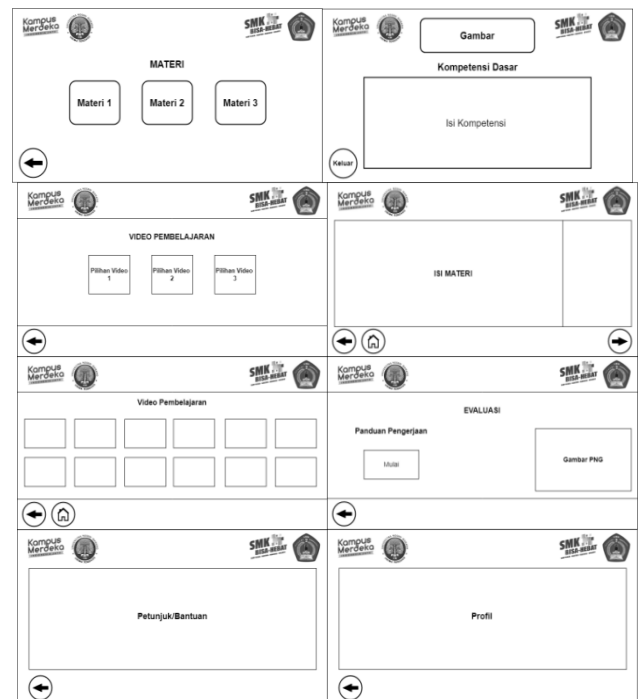 Kampus
Merdeka
SMK
BISA-HEBAT
MATERI
Materi 1
Materi 2
Materi 3
Kampus
Merdeka
SMK
BISA-HEBAT
Gambar
Kompetensi Dasar
Isi Kompetensi
Keluar
Kampus
Merdeka
SMK
BISA-HEBAT
VIDEO PEMBELAJARAN
Pilihan Video
1
Pilihan Video
2
Pilihan Video
3
Kampus
Merdeka
SMK
BISA-HEBAT
ISI MATERI
Kampus
Merdeka
SMK
BISA-HEBAT
Video Pembelajaran
Kampus
Merdeka
SMK
BISA-HEBAT
EVALUASI
Panduan Pengerjaan
Mulai
Gambar PNG
Kampus
Merdeka
SMK
BISA-HEBAT
Petunjuk/Bantuan
Kampus
Merdeka
SMK
BISA-HEBAT
Profil